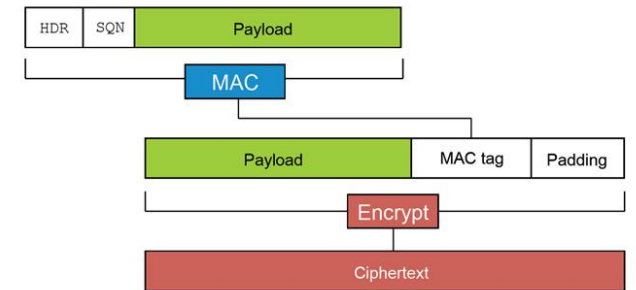 HDR SQN Payload
MAC
Payload MAC tag Padding
Encrypt
Ciphertext